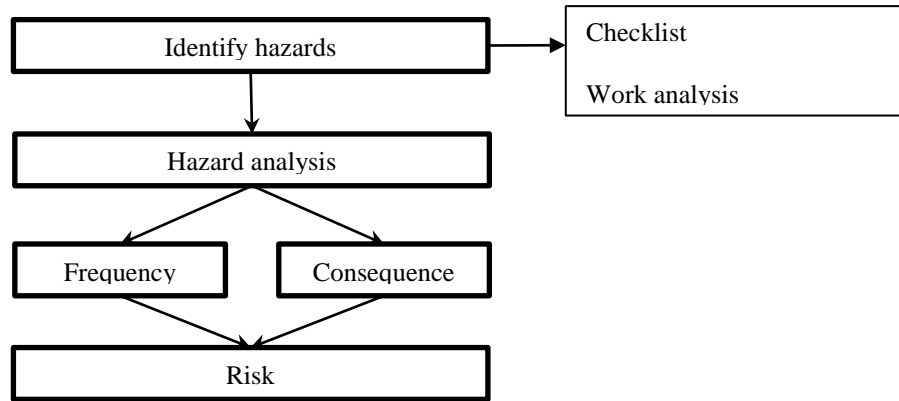 Identify hazards
Checklist
Work analysis
Hazard analysis
Frequency
Consequence
Risk